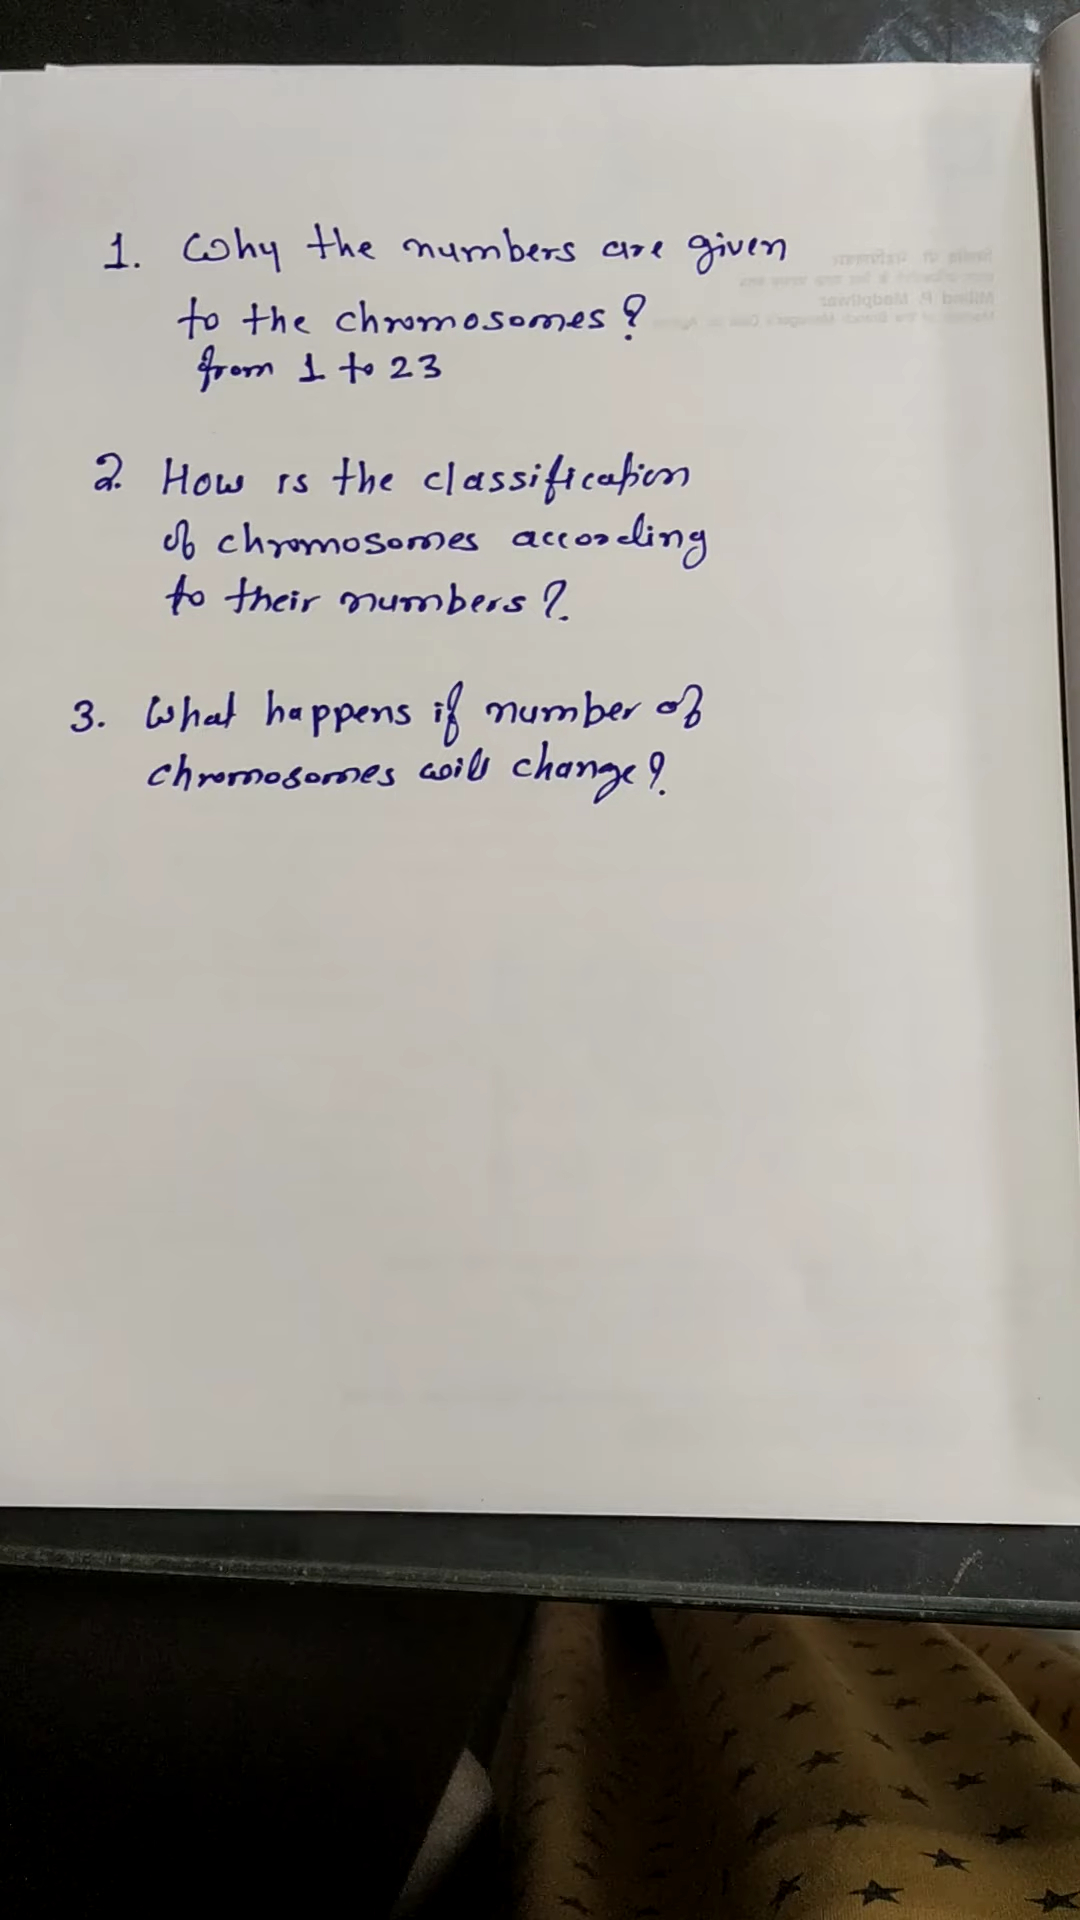 1. Why the numbers are given
to the chromosomes?
from 1 to 23
2. How is the classification
of chromosomes according
to their numbers?
3. What happens if number of
chromosomes will change?